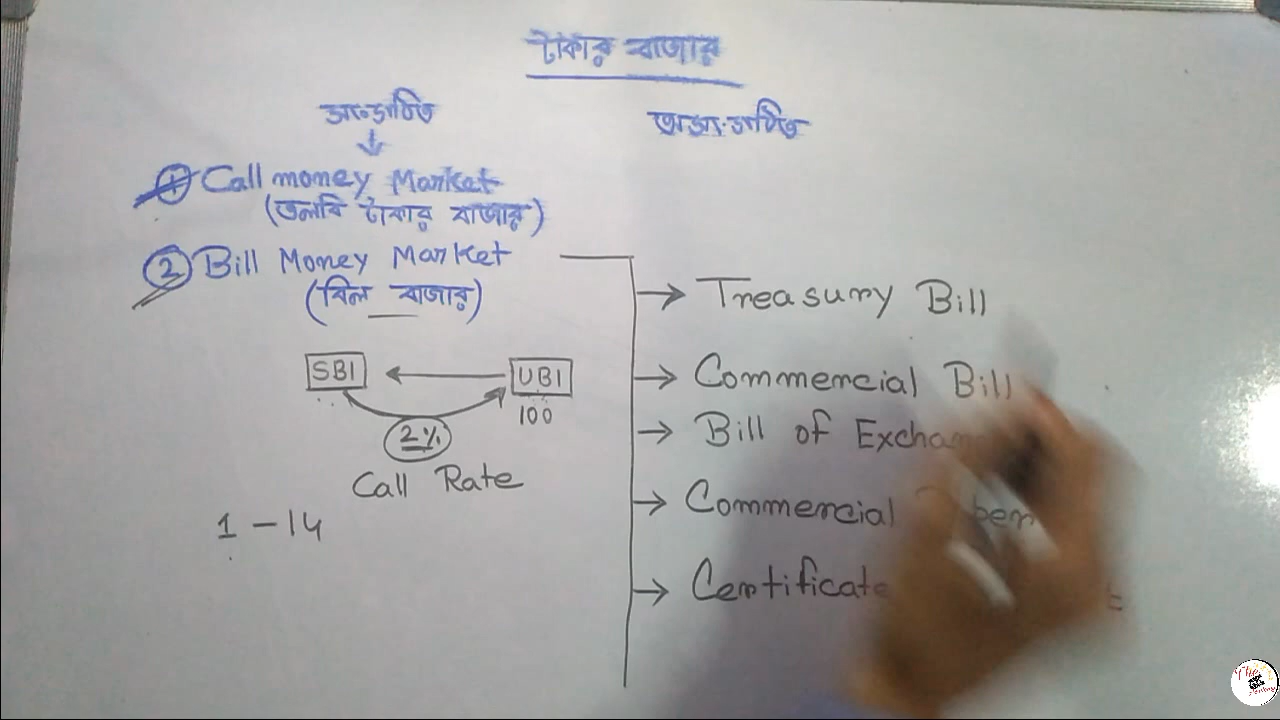 টাকার বাজার
সংগঠিত
অসংগঠিত
1 Call money Market
(তলবি টাকার বাজার)
2 Bill Money Market
(বিল বাজার)
SBI
UBI
100
2%
Call Rate
1 - 14
Treasury Bill
Commercial Bill
Bill of
Commercial
Certificate
The